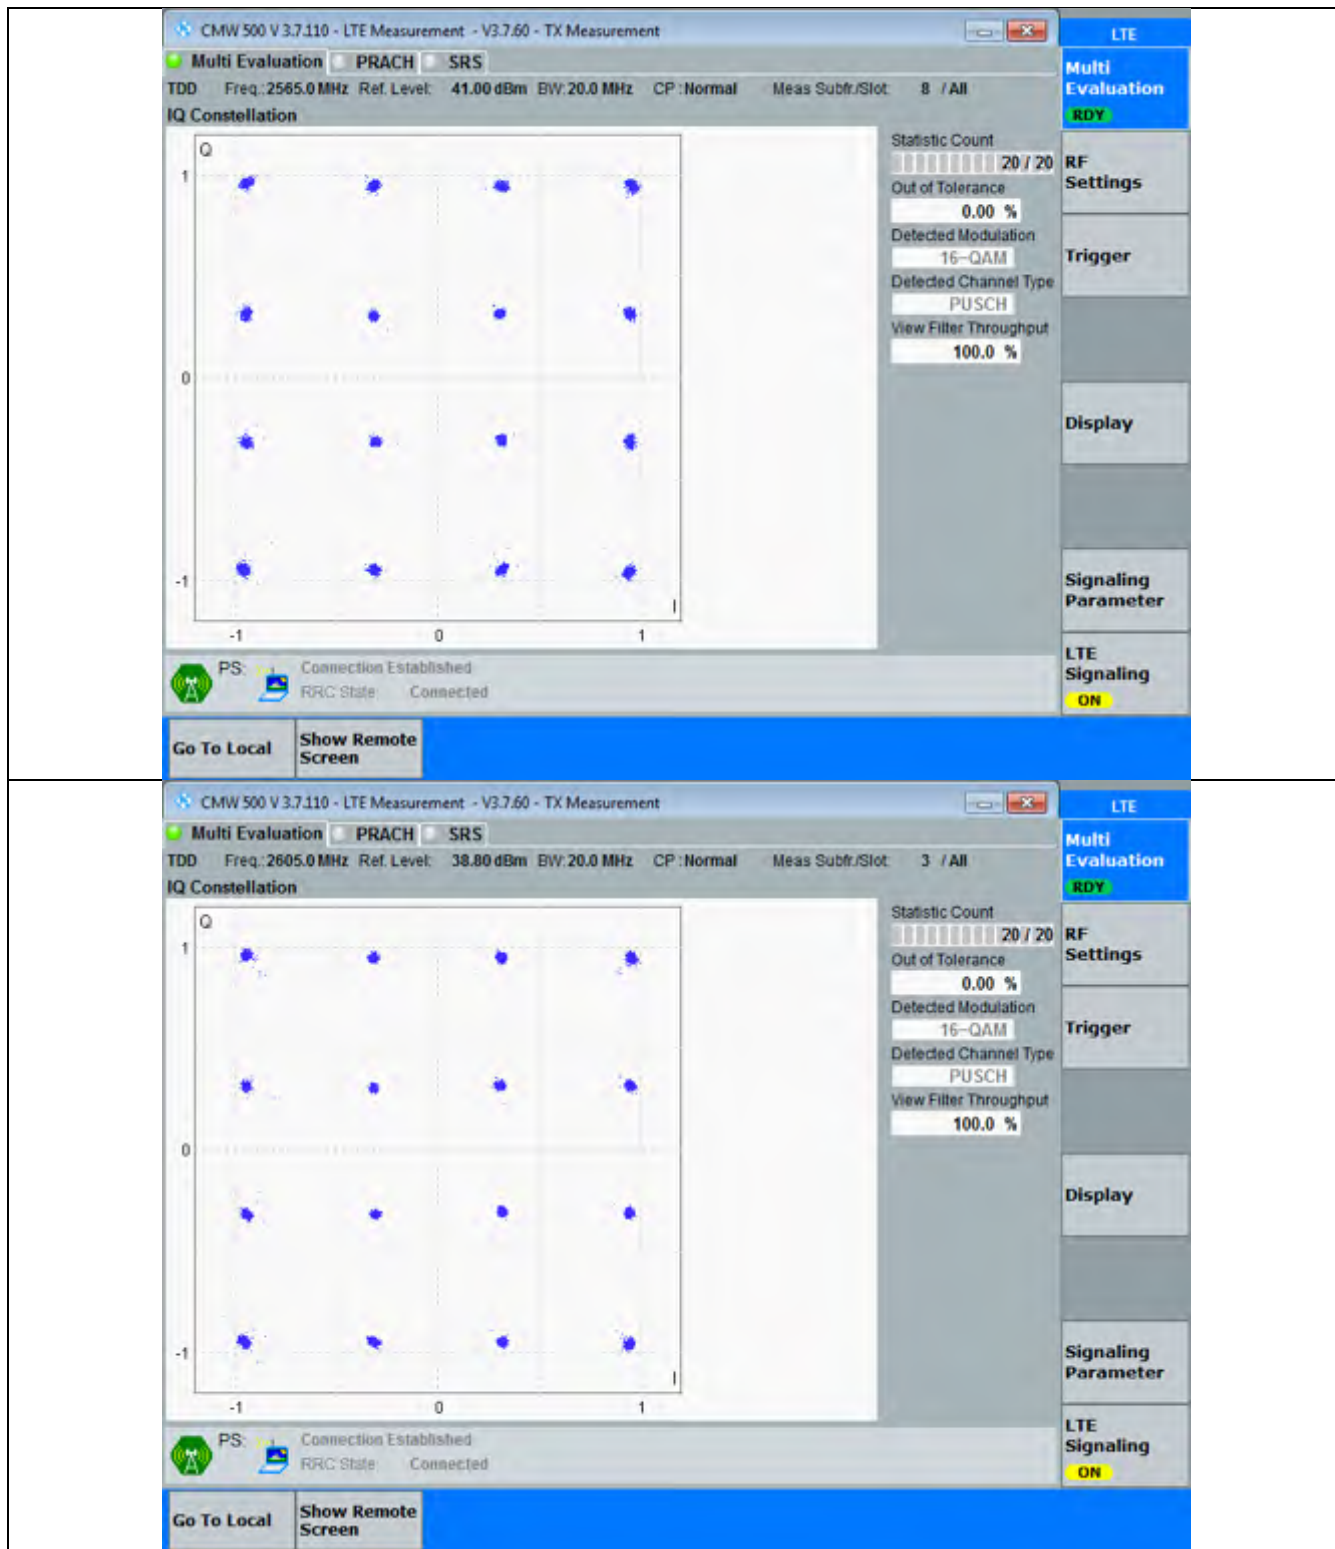 CMW 500 V 3.7.110 - LTE Measurement - V3.7.60 - TX Measurement
LTE
Multi Evaluation PRACH SRS
Multi
Evaluation
RDY
TDD Freq.: 2565.0 MHz Ref. Level: 41.00 dBm BW: 20.0 MHz CP : Normal Meas Subfr./Slot: 8 / All
IQ Constellation
Q
1
0
-1
I
-1 0 1
Statistic Count
20 / 20
Out of Tolerance
0.00 %
Detected Modulation
16-QAM
Detected Channel Type
PUSCH
View Filter Throughput
100.0 %
RF
Settings
Trigger
Display
Signaling
Parameter
LTE
Signaling
ON
PS: Connection Established
RRC State Connected
Go To Local
Show Remote
Screen
CMW 500 V 3.7.110 - LTE Measurement - V3.7.60 - TX Measurement
LTE
Multi Evaluation PRACH SRS
Multi
Evaluation
RDY
TDD Freq.: 2605.0 MHz Ref. Level: 38.80 dBm BW: 20.0 MHz CP : Normal Meas Subfr./Slot: 3 / All
IQ Constellation
Q
1
0
-1
I
-1 0 1
Statistic Count
20 / 20
Out of Tolerance
0.00 %
Detected Modulation
16-QAM
Detected Channel Type
PUSCH
View Filter Throughput
100.0 %
RF
Settings
Trigger
Display
Signaling
Parameter
LTE
Signaling
ON
PS: Connection Established
RRC State Connected
Go To Local
Show Remote
Screen